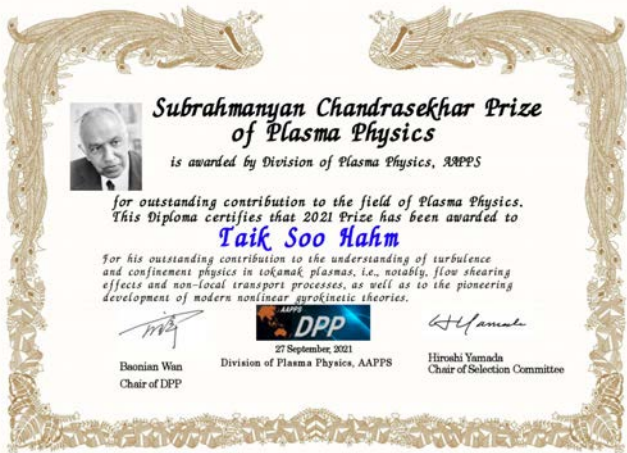 Subrahmanyan Chandrasekhar Prize
of Plasma Physics
is awarded by Division of Plasma Physics, AAPPS
for outstanding contribution to the field of Plasma Physics.
This Diploma certifies that 2021 Prize has been awarded to
Taik Soo Hahm
For his outstanding contribution to the understanding of turbulence
and confinement physics in tokamak plasmas, i.e., notably, flow shearing
effects and non-local transport processes, as well as to the pioneering
development of modern nonlinear gyrokinetic theories.
AAPPS
DPP
27 September, 2021
Division of Plasma Physics, AAPPS
Baonian Wan
Chair of DPP
H Yamada
Hiroshi Yamada
Chair of Selection Committee